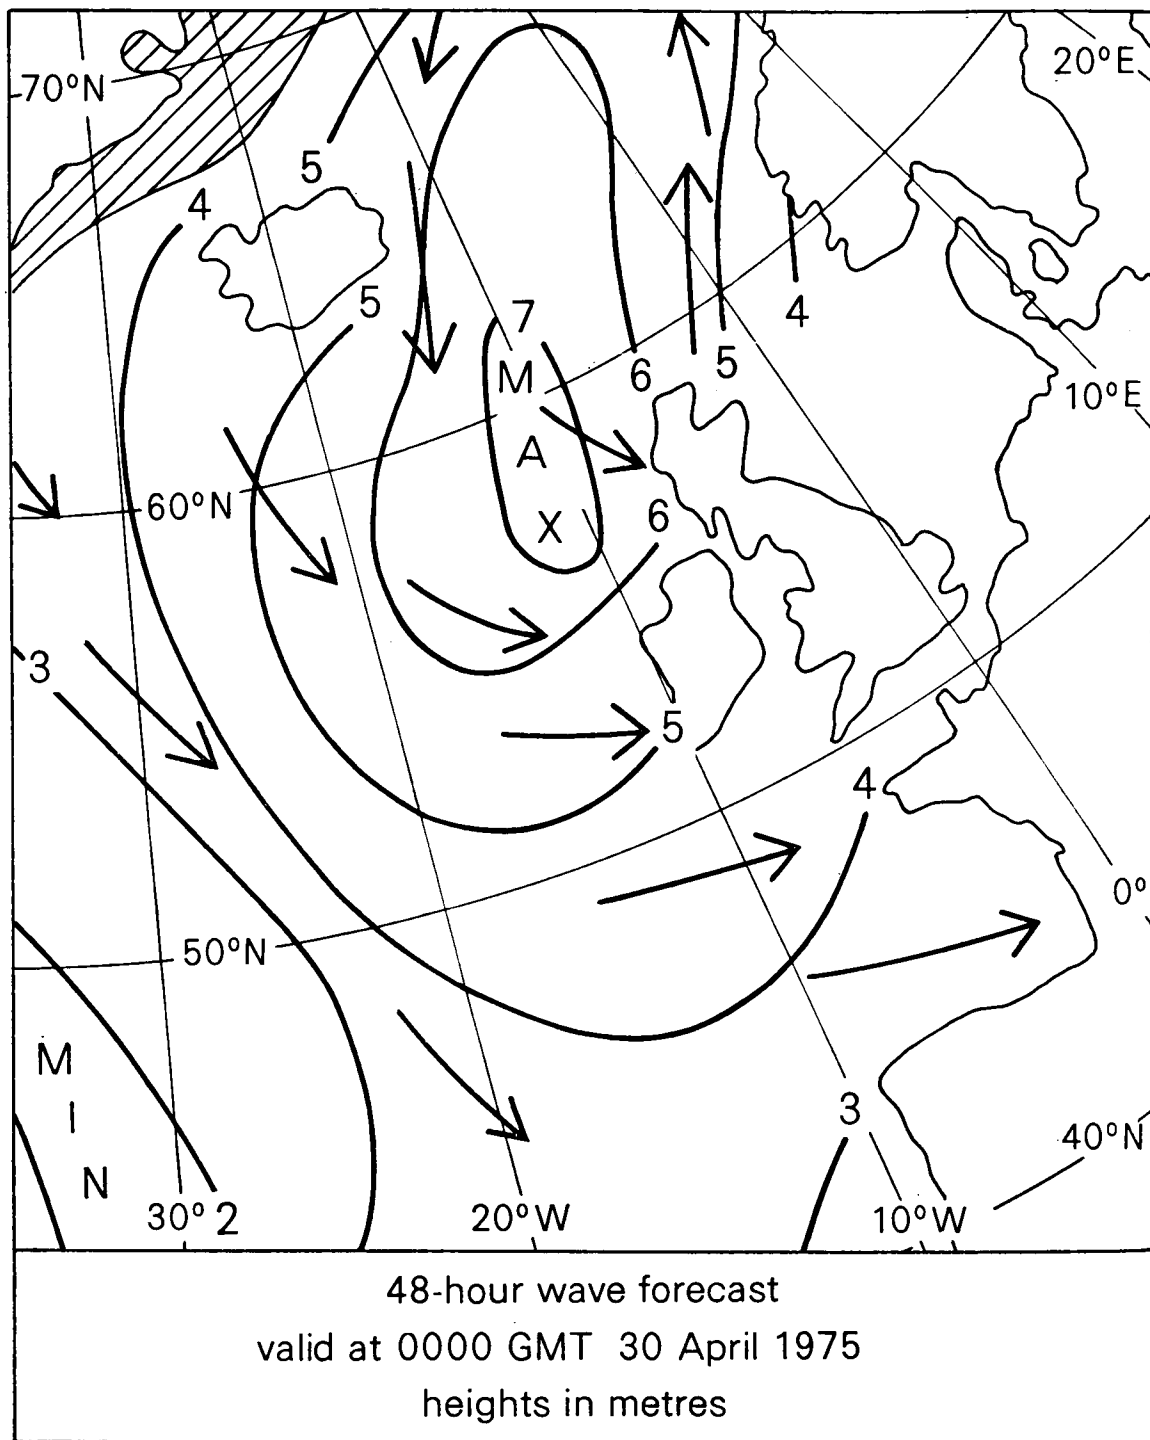 70°N
20°E
5
4
5
7
4
6
5
M
10°E
A
60°N
6
X
3
5
4
0°
50°N
M
3
I
40°N
N
30° 2
20°W
10°W
48-hour wave forecast
valid at 0000 GMT 30 April 1975
heights in metres